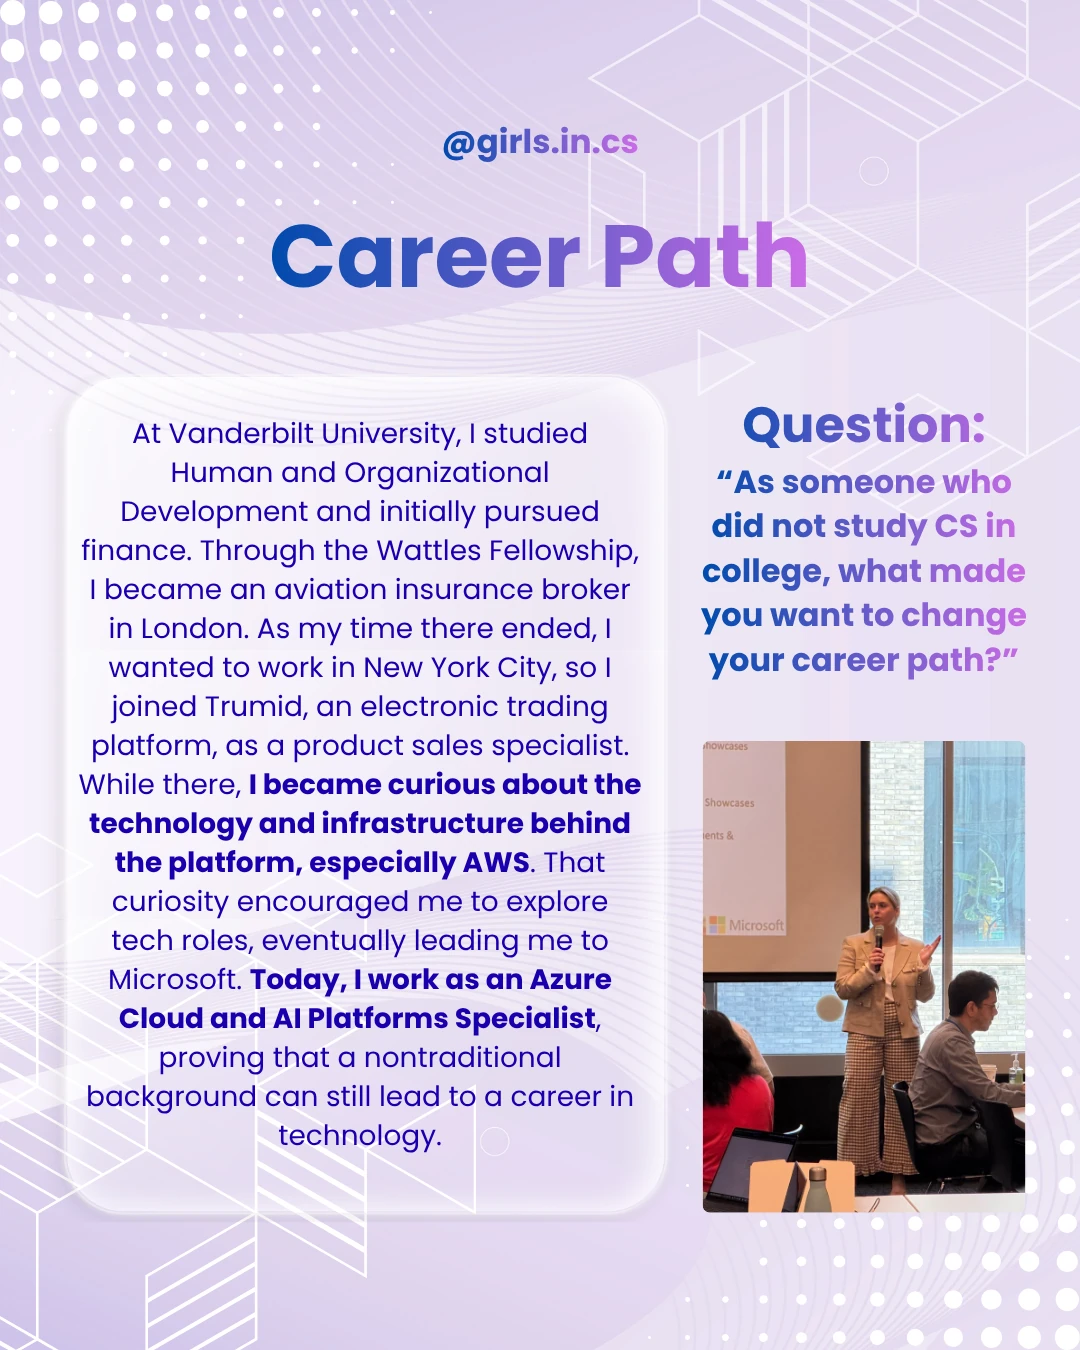 @girls.in.cs
Career Path
At Vanderbilt University, I studied
Human and Organizational
Development and initially pursued
finance. Through the Wattles Fellowship,
I became an aviation insurance broker
in London. As my time there ended, I
wanted to work in New York City, so I
joined Trumid, an electronic trading
platform, as a product sales specialist.
While there, I became curious about the
technology and infrastructure behind
the platform, especially AWS. That
curiosity encouraged me to explore
tech roles, eventually leading me to
Microsoft. Today, I work as an Azure
Cloud and AI Platforms Specialist,
proving that a nontraditional
background can still lead to a career in
technology.
Question:
“As someone who
did not study CS in
college, what made
you want to change
your career path?”
Showcases
Microsoft